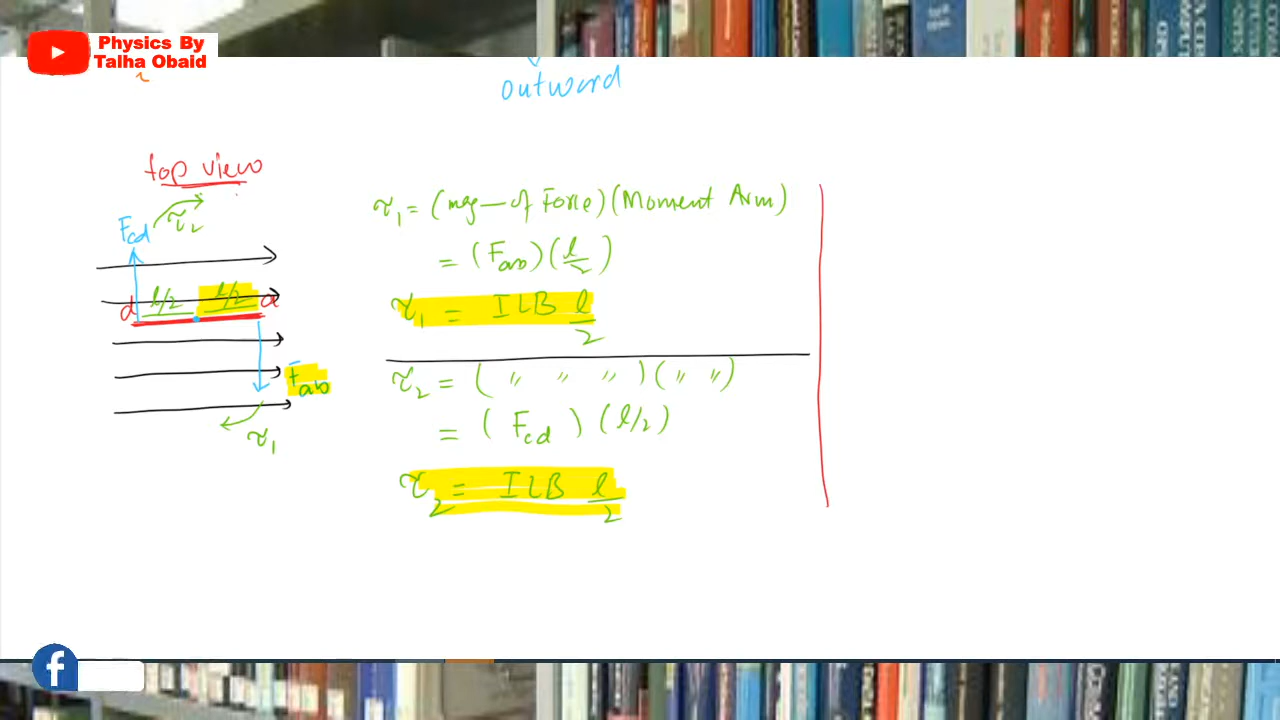 Physics By
Talha Obaid
outward
top view
τ₂
Fcd
d l/2 l/2 a
Fab
τ₁
τ₁ = (mag— of Force)(Moment Arm)
= (Fab)(l/2)
τ₁ = ILB l/2
τ₂ = ( " " " )( " " )
= ( Fcd ) (l/2)
τ₂ = ILB l/2